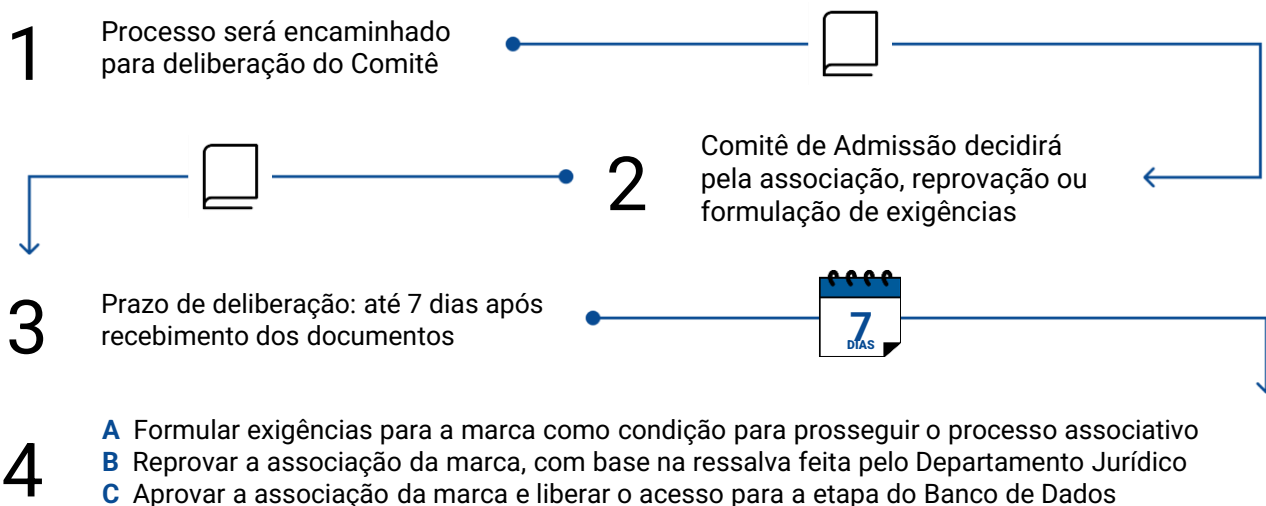 1
Processo será encaminhado
para deliberação do Comitê
2
Comitê de Admissão decidirá
pela associação, reprovação ou
formulação de exigências
3
Prazo de deliberação: até 7 dias após
recebimento dos documentos
7
DIAS
4
A Formular exigências para a marca como condição para prosseguir o processo associativo
B Reprovar a associação da marca, com base na ressalva feita pelo Departamento Jurídico
C Aprovar a associação da marca e liberar o acesso para a etapa do Banco de Dados